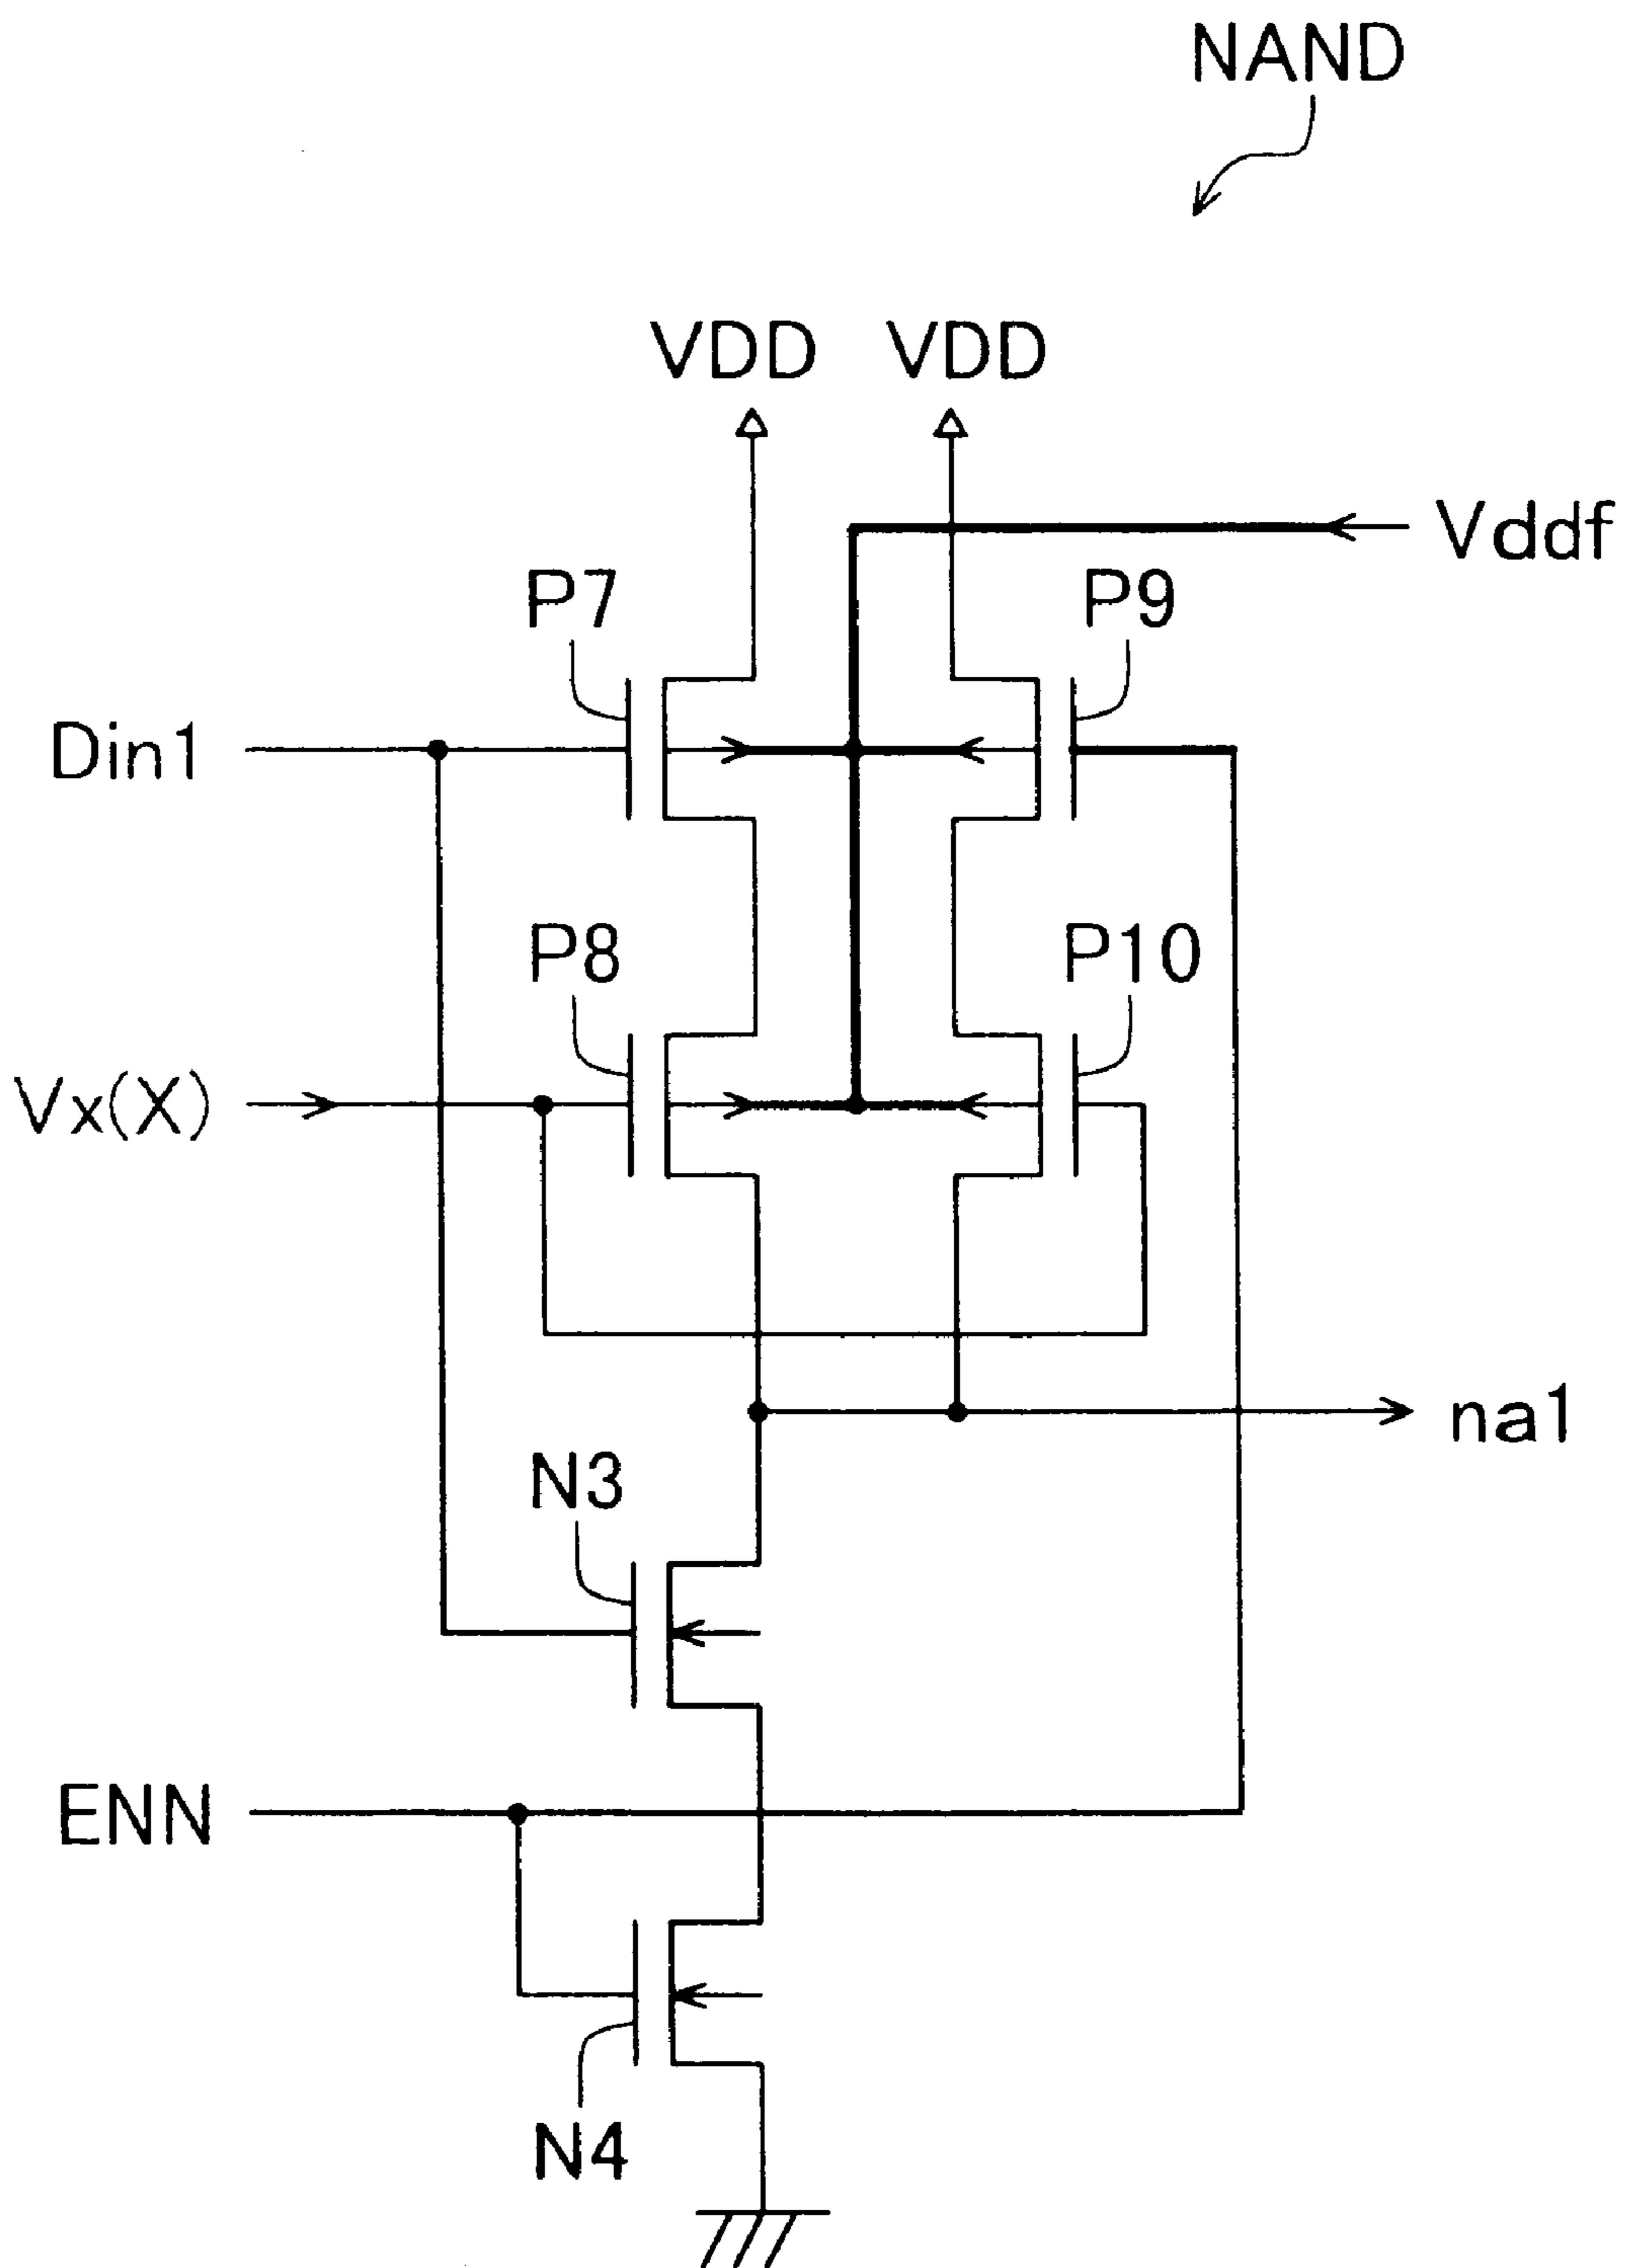 NAND
VDD VDD
Vddf
P7 P9
Din1
P8 P10
Vx(X)
na1
N3
ENN
N4